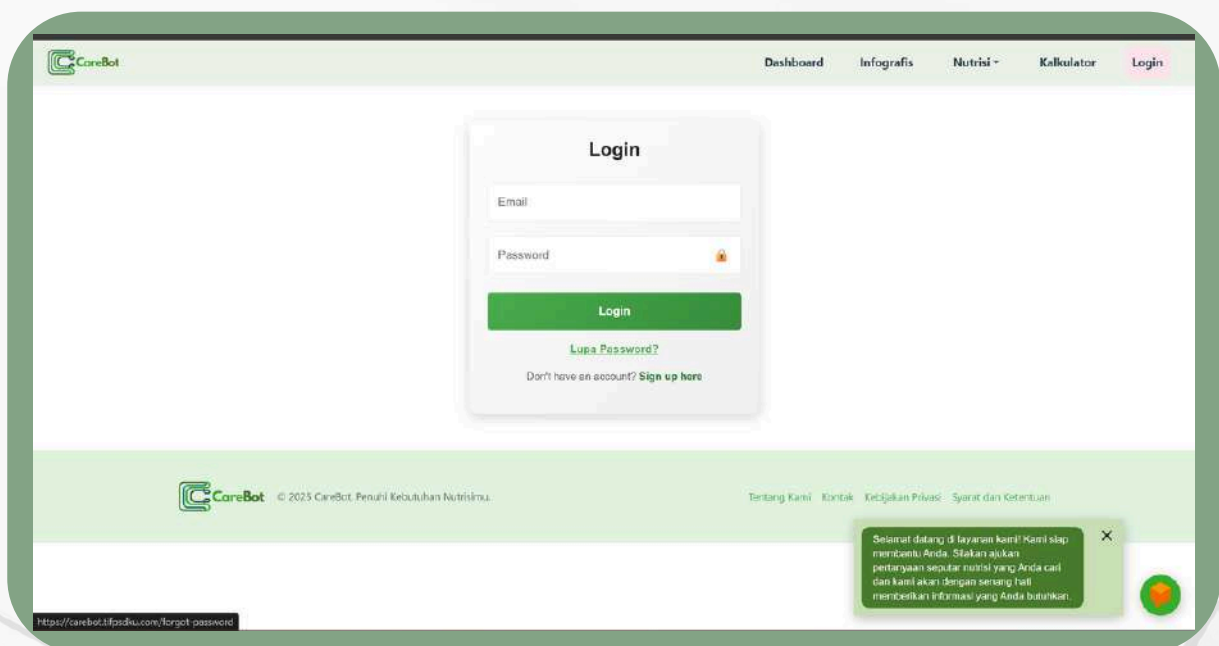 CareBot
Dashboard Infografis Nutrisi Kalkulator Login
Login
Email
Password
Login
Lupa Password?
Don't have an account? Sign up here
CareBot © 2025 CareBot. Penuhi Kebutuhan Nutrisimu.
Tentang Kami Kontak Kebijakan Privasi Syarat dan Ketentuan
Selamat datang di layanan kami! Kami siap
membantu Anda. Silakan ajukan
pertanyaan seputar nutrisi yang Anda cari
dan kami akan dengan senang hati
memberikan informasi yang Anda butuhkan.
https://carebot.tifpsdku.com/forgot-password